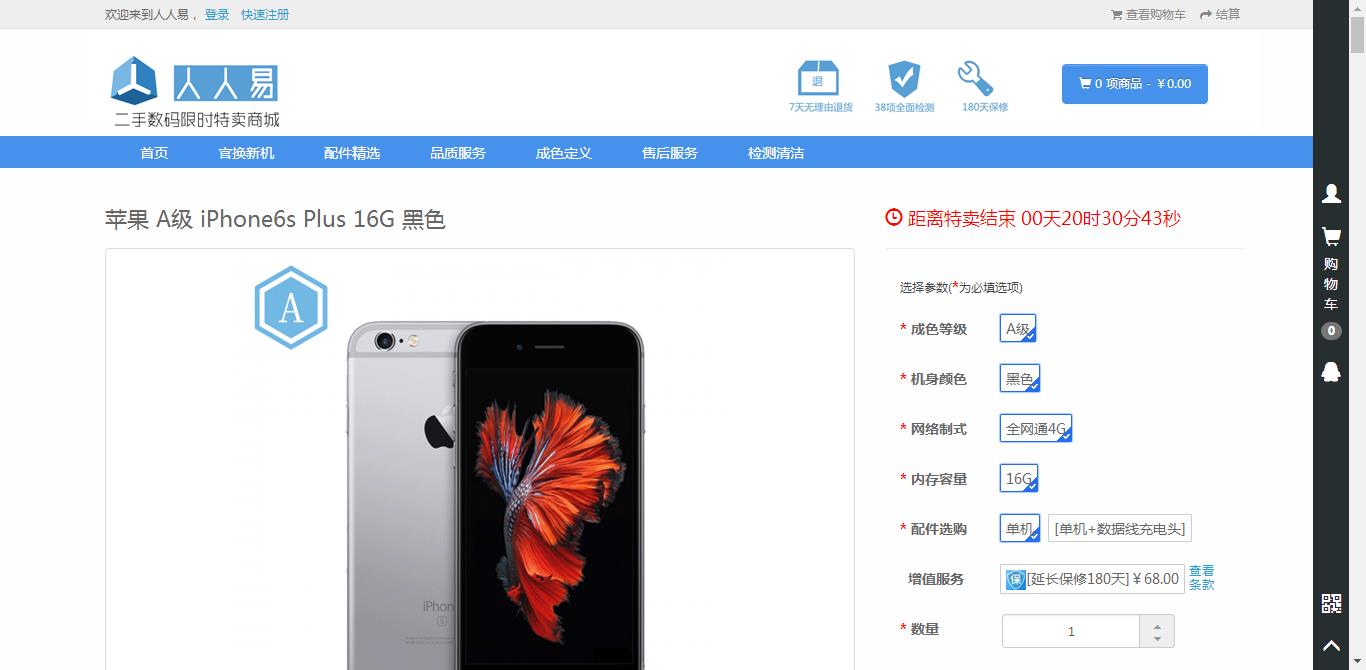 欢迎来到人人易， 登录 快速注册
查看购物车 结算
人人易
二手数码限时特卖商城
退
7天无理由退货 38项全面检测 180天保修
0 项商品 - ￥0.00
首页 官换新机 配件精选 品质服务 成色定义 售后服务 检测清洁
苹果 A级 iPhone6s Plus 16G 黑色
距离特卖结束 00天20时30分43秒
A
iPhone
S
选择参数(*为必填选项)
* 成色等级 A级
* 机身颜色 黑色
* 网络制式 全网通4G
* 内存容量 16G
* 配件选购 单机 [单机+数据线充电头]
增值服务 保 [延长保修180天]￥68.00 查看
条款
* 数量 1
购
物
车
0